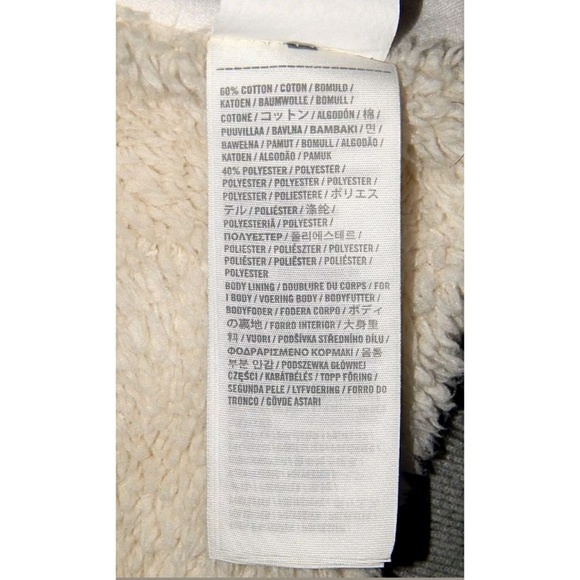 60% COTTON / COTON / BOMULD /
KATOEN / BAUMWOLLE / BOMULL /
COTONE / コットン / ALGODÓN / 棉 /
PUUVILLAA / BAVLNA / BAMBAKI / 면 /
BAWEŁNA / PAMUT / BOMULL / ALGODÃO /
KATOEN / ALGODÃO / PAMUK
40% POLYESTER / POLYESTER /
POLYESTER / POLYESTER / POLYESTER /
POLYESTER / POLIESTERE / ポリエス
テル / POLIÉSTER / 涤纶 /
POLYESTERIÄ / POLYESTER /
ΠΟΛΥΕΣΤΕΡ / 폴리에스테르 /
POLIESTER / POLIÉSZTER / POLYESTER /
POLIÉSTER / POLIÉSTER / POLIÉSTER /
POLYESTER
BODY LINING / DOUBLURE DU CORPS / FOR
I BODY / VOERING BODY / BODYFUTTER /
BODYFODER / FODERA CORPO / ボディ
の裏地 / FORRO INTERIOR / 大身里
料 / VUORI / PODŠÍVKA STŘEDNÍHO DÍLU /
ΦΟΔΡΑΡΙΣΜΕΝΟ ΚΟΡΜΑΚΙ / 몸통
부분 안감 / PODSZEWKA GŁÓWNEJ
CZĘŚCI / KABÁTBÉLÉS / TOPP FÔRING /
SEGUNDA PELE / LYFVOERING / FORRO DO
TRONCO / GÖVDE ASTARI